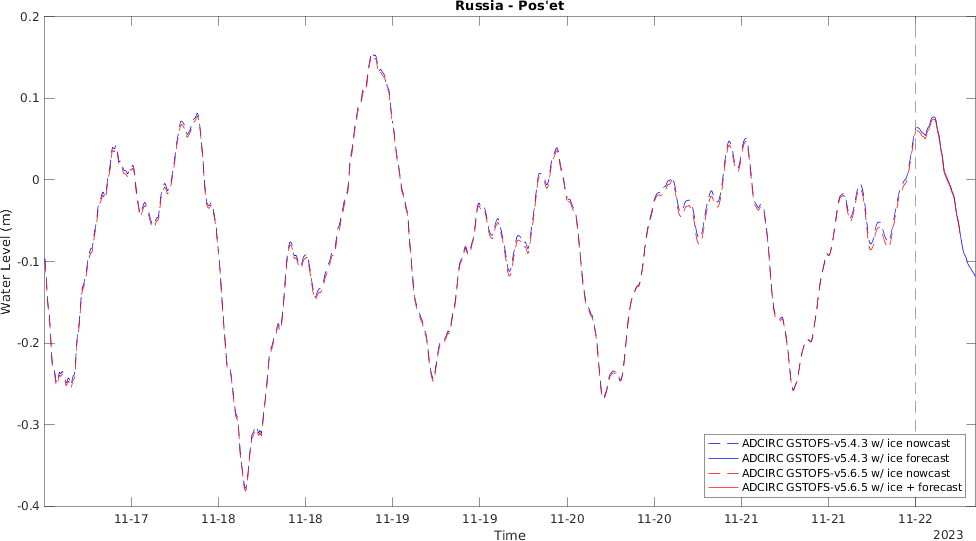 Russia - Pos'et
0.2
0.1
0
-0.1
-0.2
-0.3
-0.4
Water Level (m)
11-17
11-18
11-18
11-19
11-19
11-20
11-20
11-21
11-21
11-22
Time
2023
ADCIRC GSTOFS-v5.4.3 w/ ice nowcast
ADCIRC GSTOFS-v5.4.3 w/ ice forecast
ADCIRC GSTOFS-v5.6.5 w/ ice nowcast
ADCIRC GSTOFS-v5.6.5 w/ ice + forecast